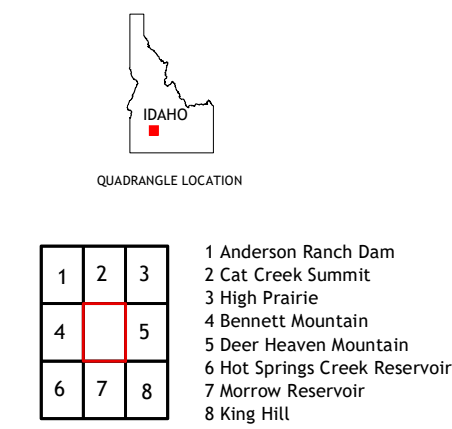 IDAHO
QUADRANGLE LOCATION
1 2 3
4 5
6 7 8
1 Anderson Ranch Dam
2 Cat Creek Summit
3 High Prairie
4 Bennett Mountain
5 Deer Heaven Mountain
6 Hot Springs Creek Reservoir
7 Morrow Reservoir
8 King Hill